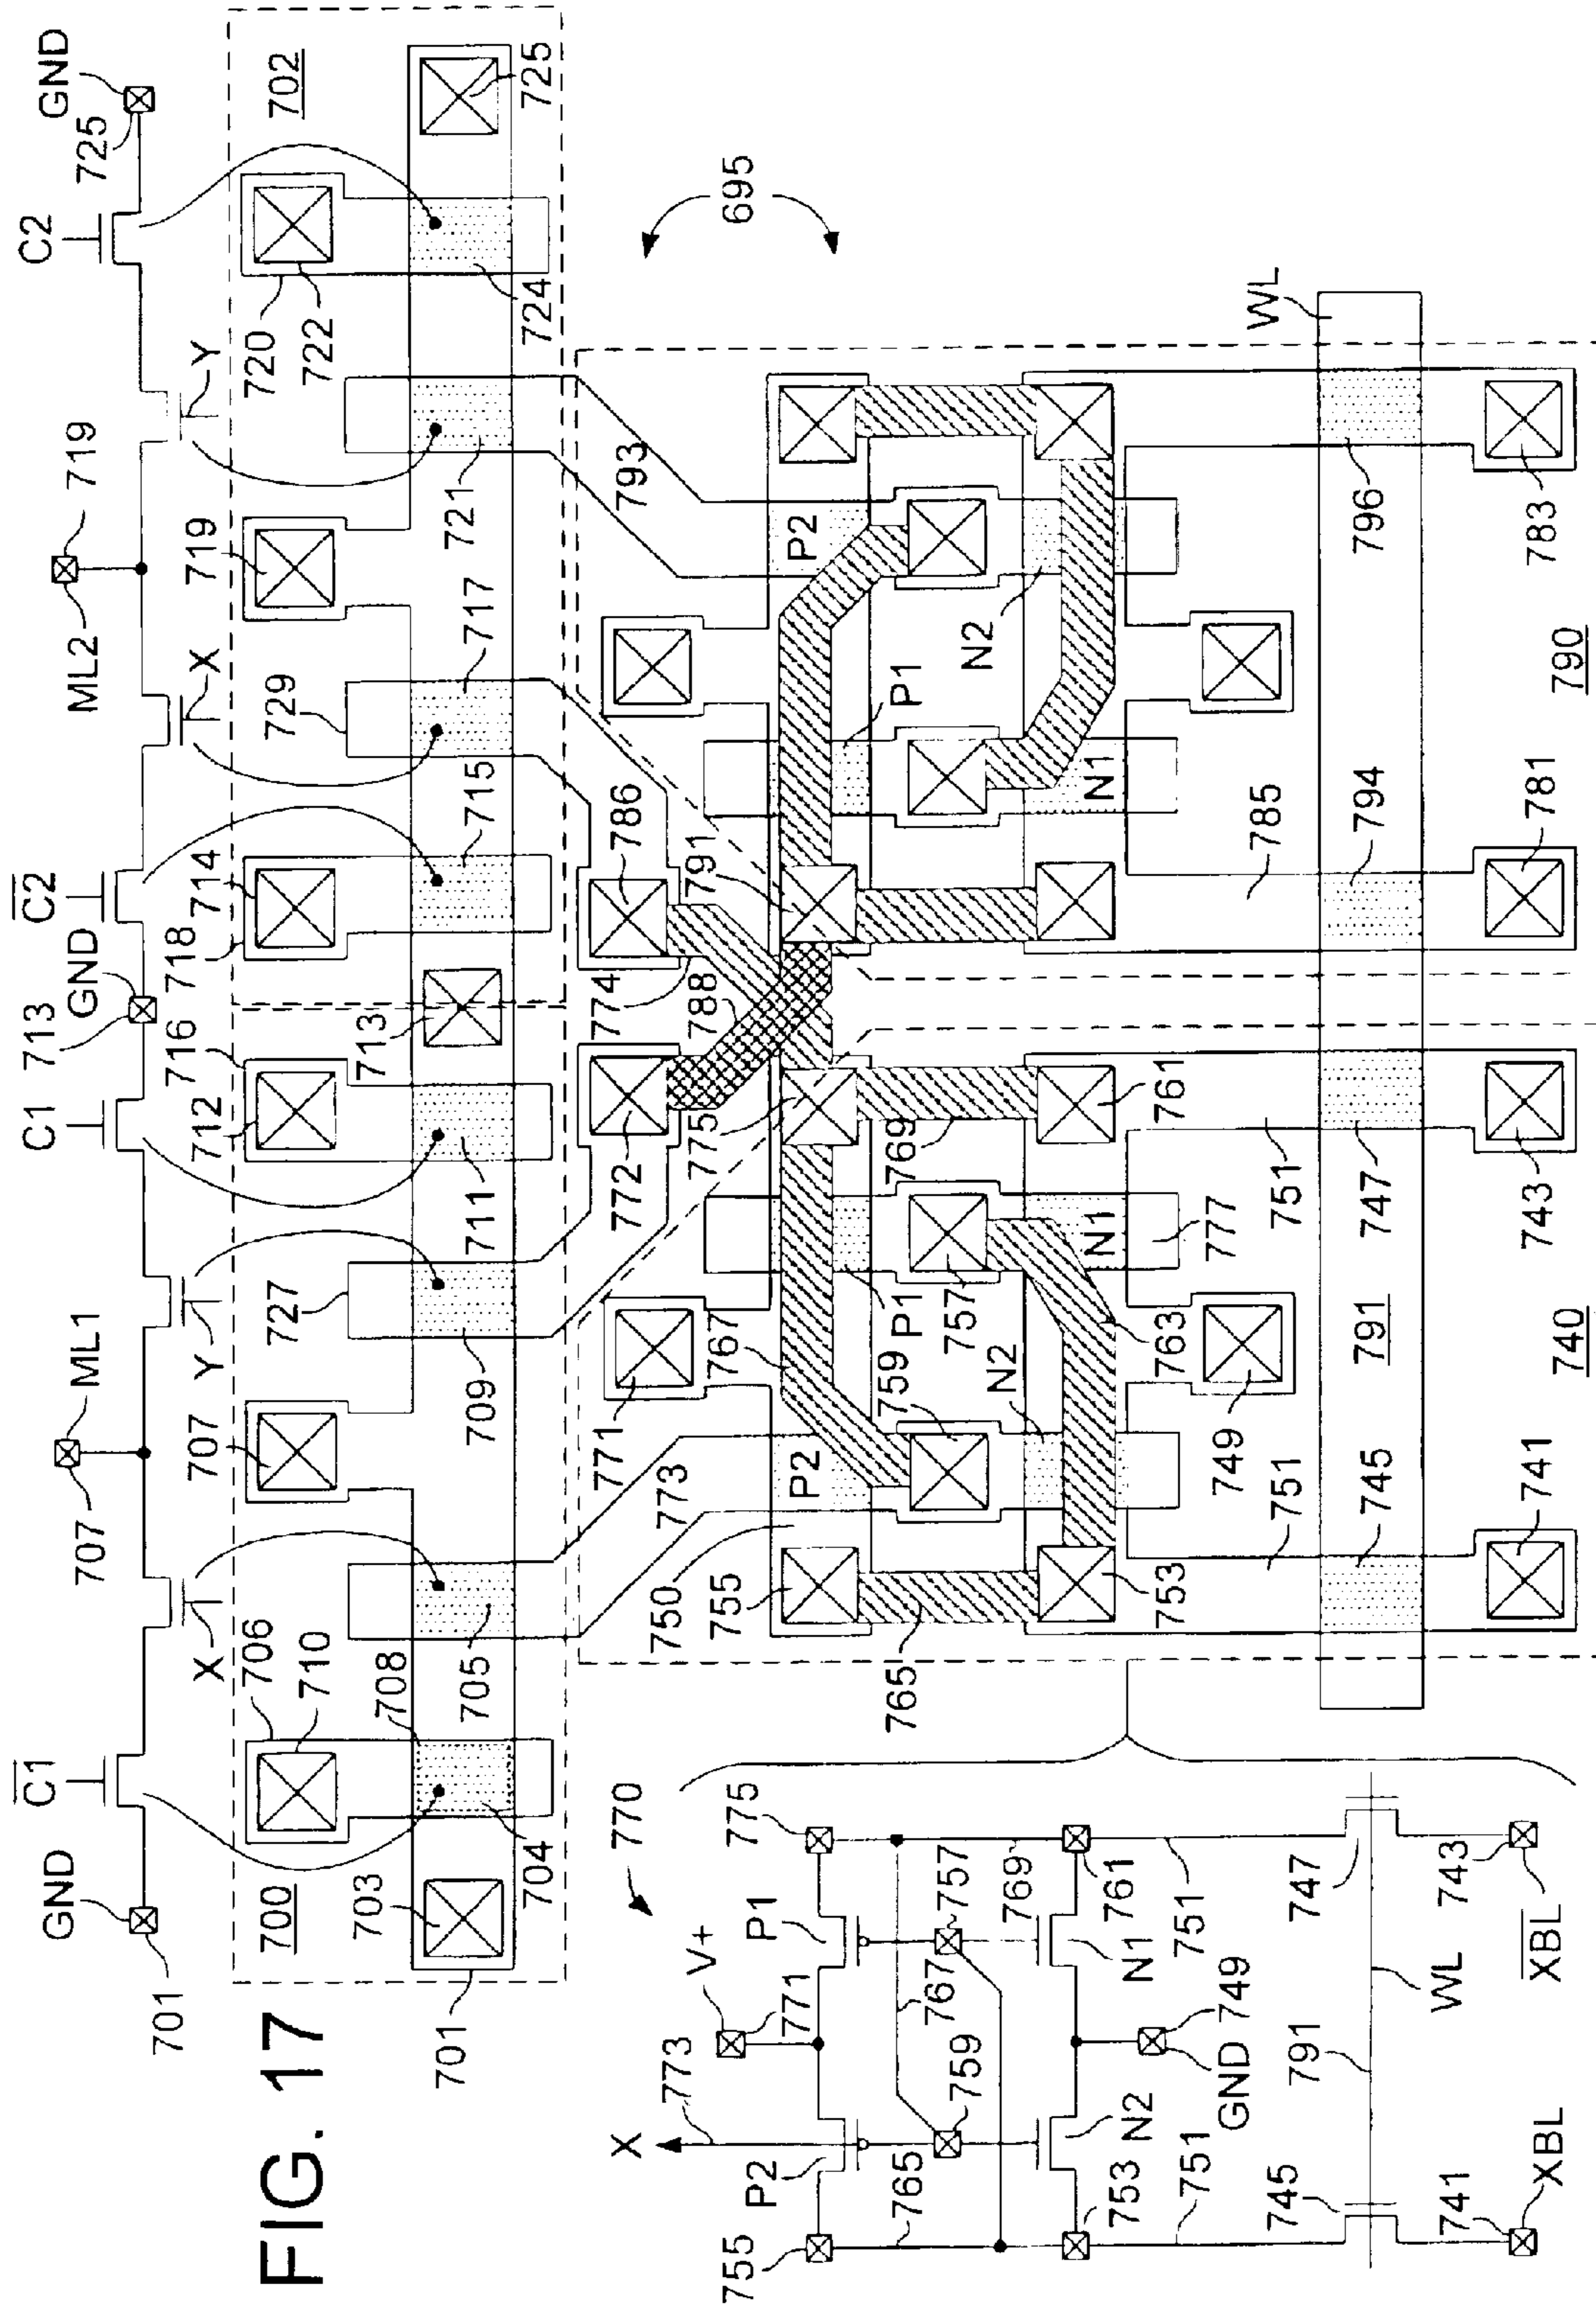 FIG. 17
GND
701
C1
X
707
ML1
Y
C1
713
GND
C2
X
ML2
719
Y
C2
725
GND
700
703
701
704
706
710
708
705
707
727
709
712
716
711
713
718
714
715
729
717
719
721
720
722
724
702
725
695
770
X
773
V+
771
775
P2
P1
755
765
759
767
757
769
761
753
N2
N1
749
GND
751
751
745
747
791
WL
741
XBL
743
XBL
750
755
773
771
767
P2
759
P1
757
N2
N1
765
753
763
777
769
761
775
772
788
774
786
791
751
745
749
741
791
751
747
743
740
P1
N1
P2
N2
793
785
794
781
796
783
WL
790